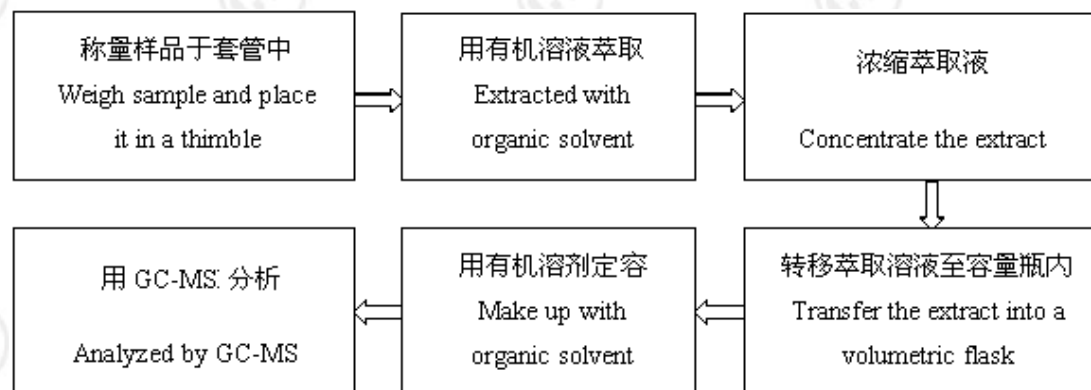 称量样品于套管中
Weigh sample and place
it in a thimble
用有机溶液萃取
Extracted with
organic solvent
浓缩萃取液
Concentrate the extract
转移萃取溶液至容量瓶内
Transfer the extract into a
volumetric flask
用有机溶剂定容
Make up with
organic solvent
用 GC-MS 分析
Analyzed by GC-MS